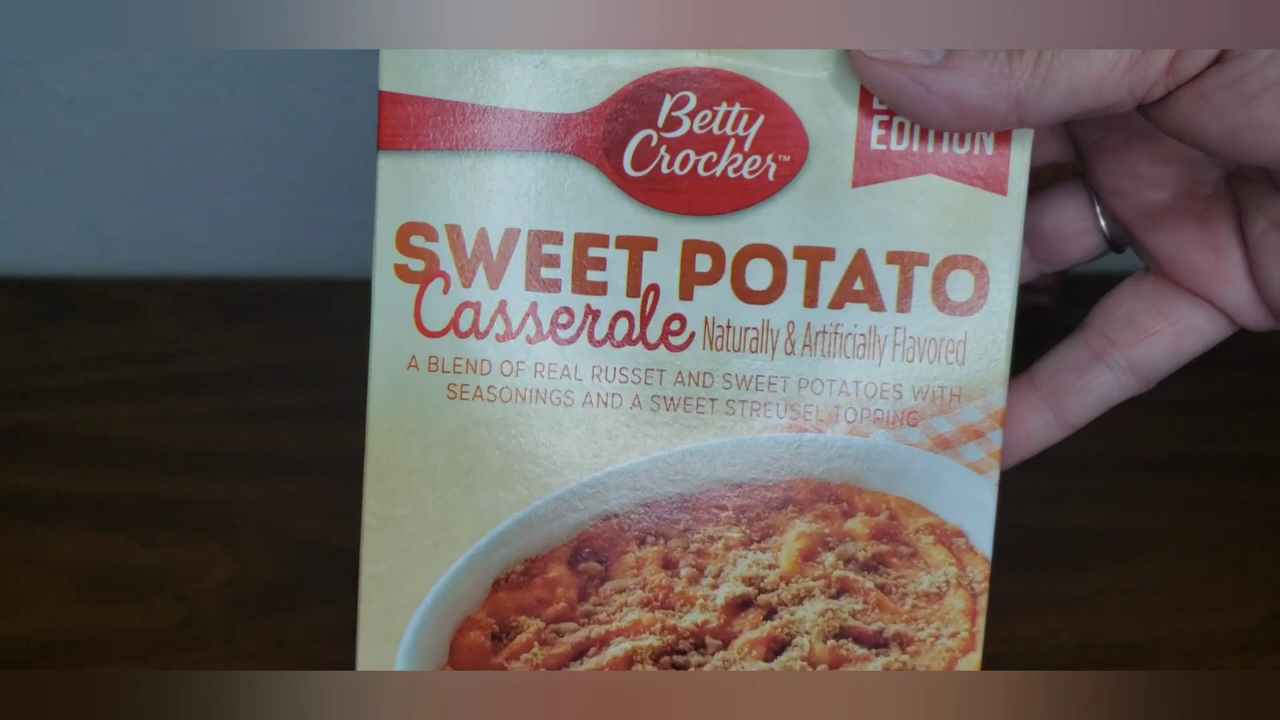 Betty
Crocker™
EDITION
SWEET POTATO
Casserole Naturally & Artificially Flavored
A BLEND OF REAL RUSSET AND SWEET POTATOES WITH
SEASONINGS AND A SWEET STREUSEL TOPPING